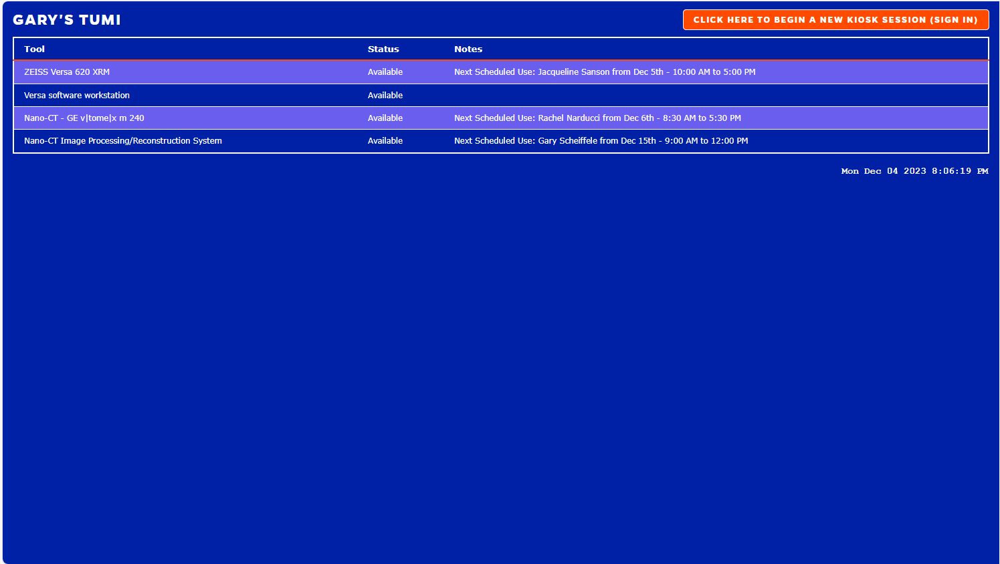 GARY'S TUMI
CLICK HERE TO BEGIN A NEW KIOSK SESSION (SIGN IN)
Tool Status Notes
ZEISS Versa 620 XRM Available Next Scheduled Use: Jacqueline Sanson from Dec 5th - 10:00 AM to 5:00 PM
Versa software workstation Available
Nano-CT - GE v|tome|x m 240 Available Next Scheduled Use: Rachel Narducci from Dec 6th - 8:30 AM to 5:30 PM
Nano-CT Image Processing/Reconstruction System Available Next Scheduled Use: Gary Scheiffele from Dec 15th - 9:00 AM to 12:00 PM
Mon Dec 04 2023 8:06:19 PM